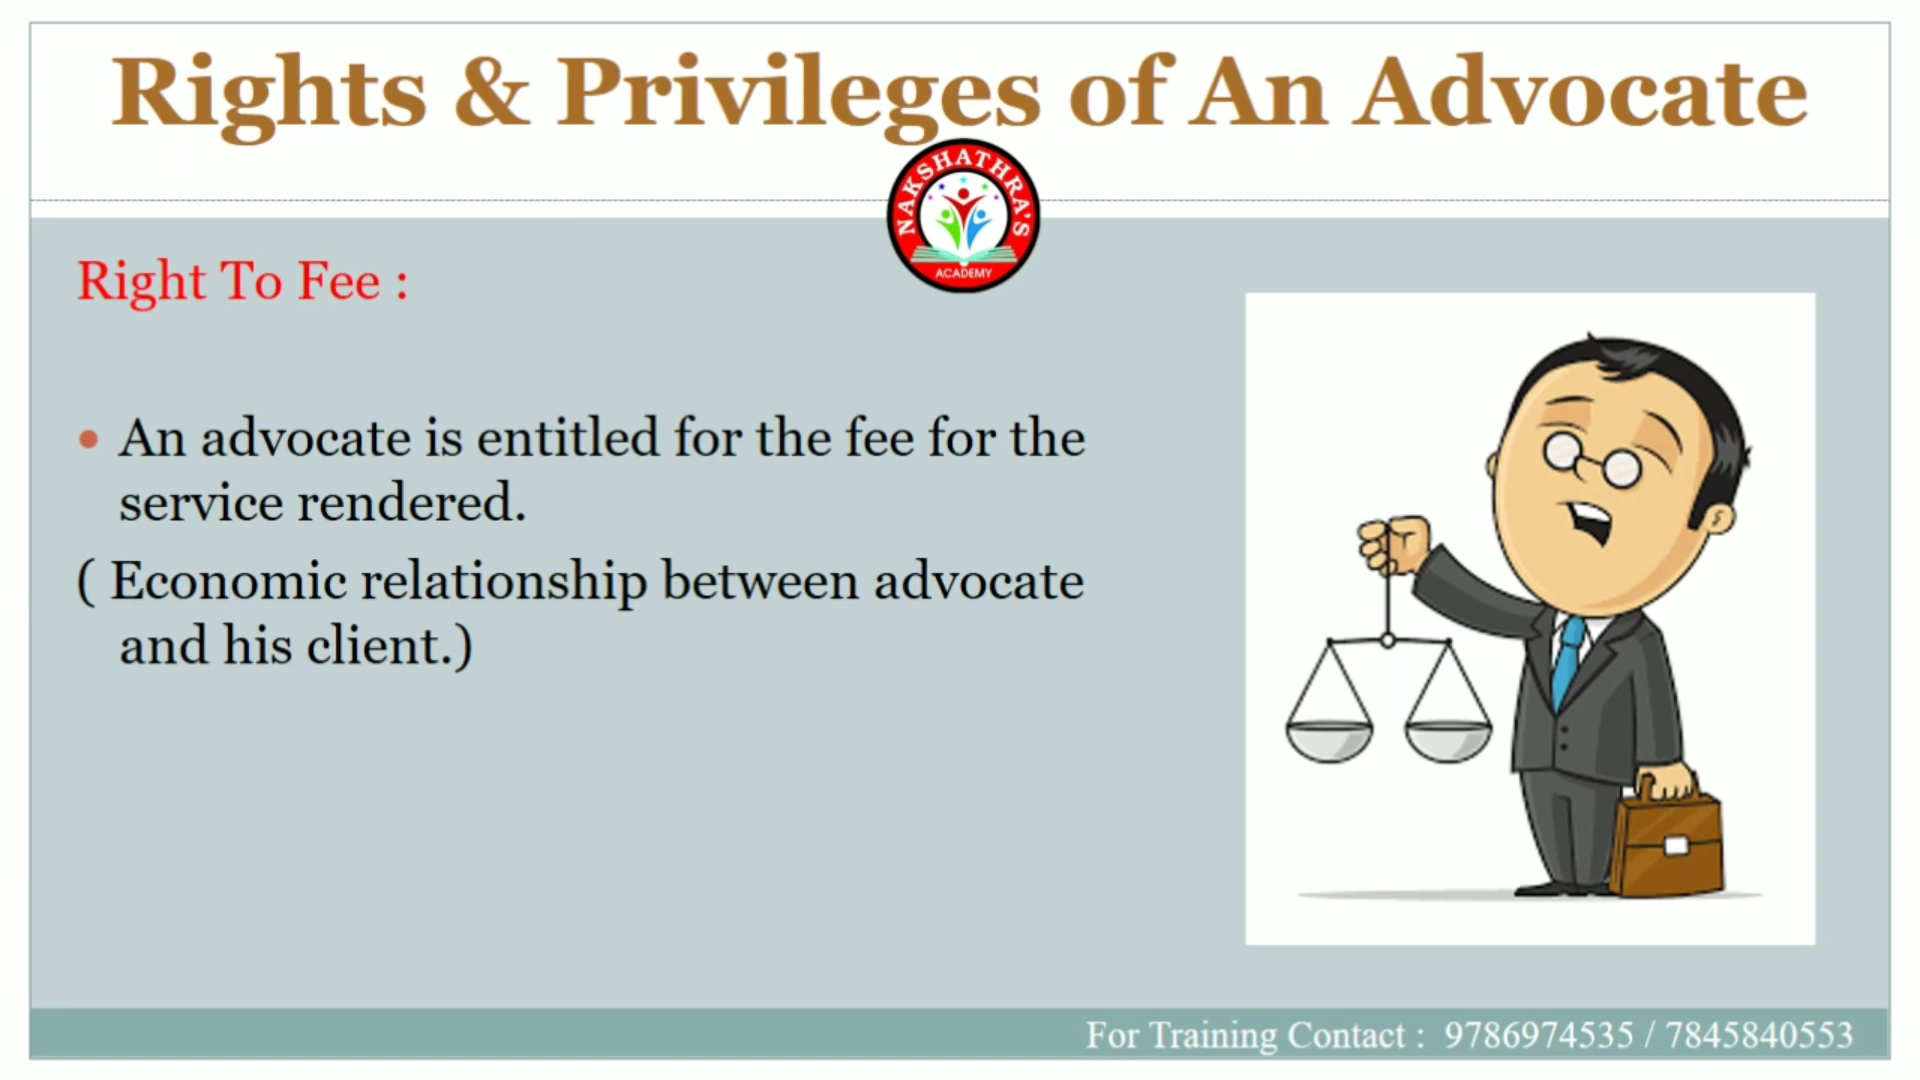 Rights & Privileges of An Advocate
NAKSHATHRA'S
ACADEMY
Right To Fee :
• An advocate is entitled for the fee for the
service rendered.
( Economic relationship between advocate
and his client.)
For Training Contact : 9786974535 / 7845840553